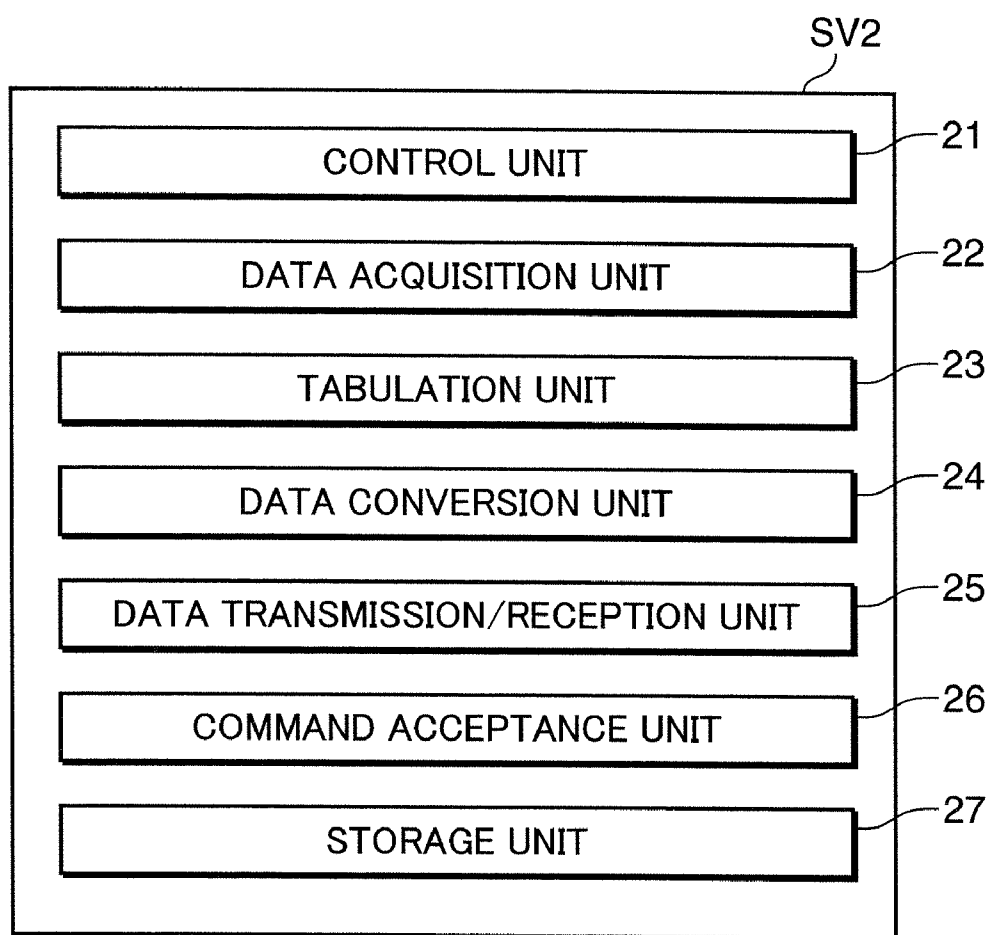 SV2
CONTROL UNIT 21
DATA ACQUISITION UNIT 22
TABULATION UNIT 23
DATA CONVERSION UNIT 24
DATA TRANSMISSION/RECEPTION UNIT 25
COMMAND ACCEPTANCE UNIT 26
STORAGE UNIT 27